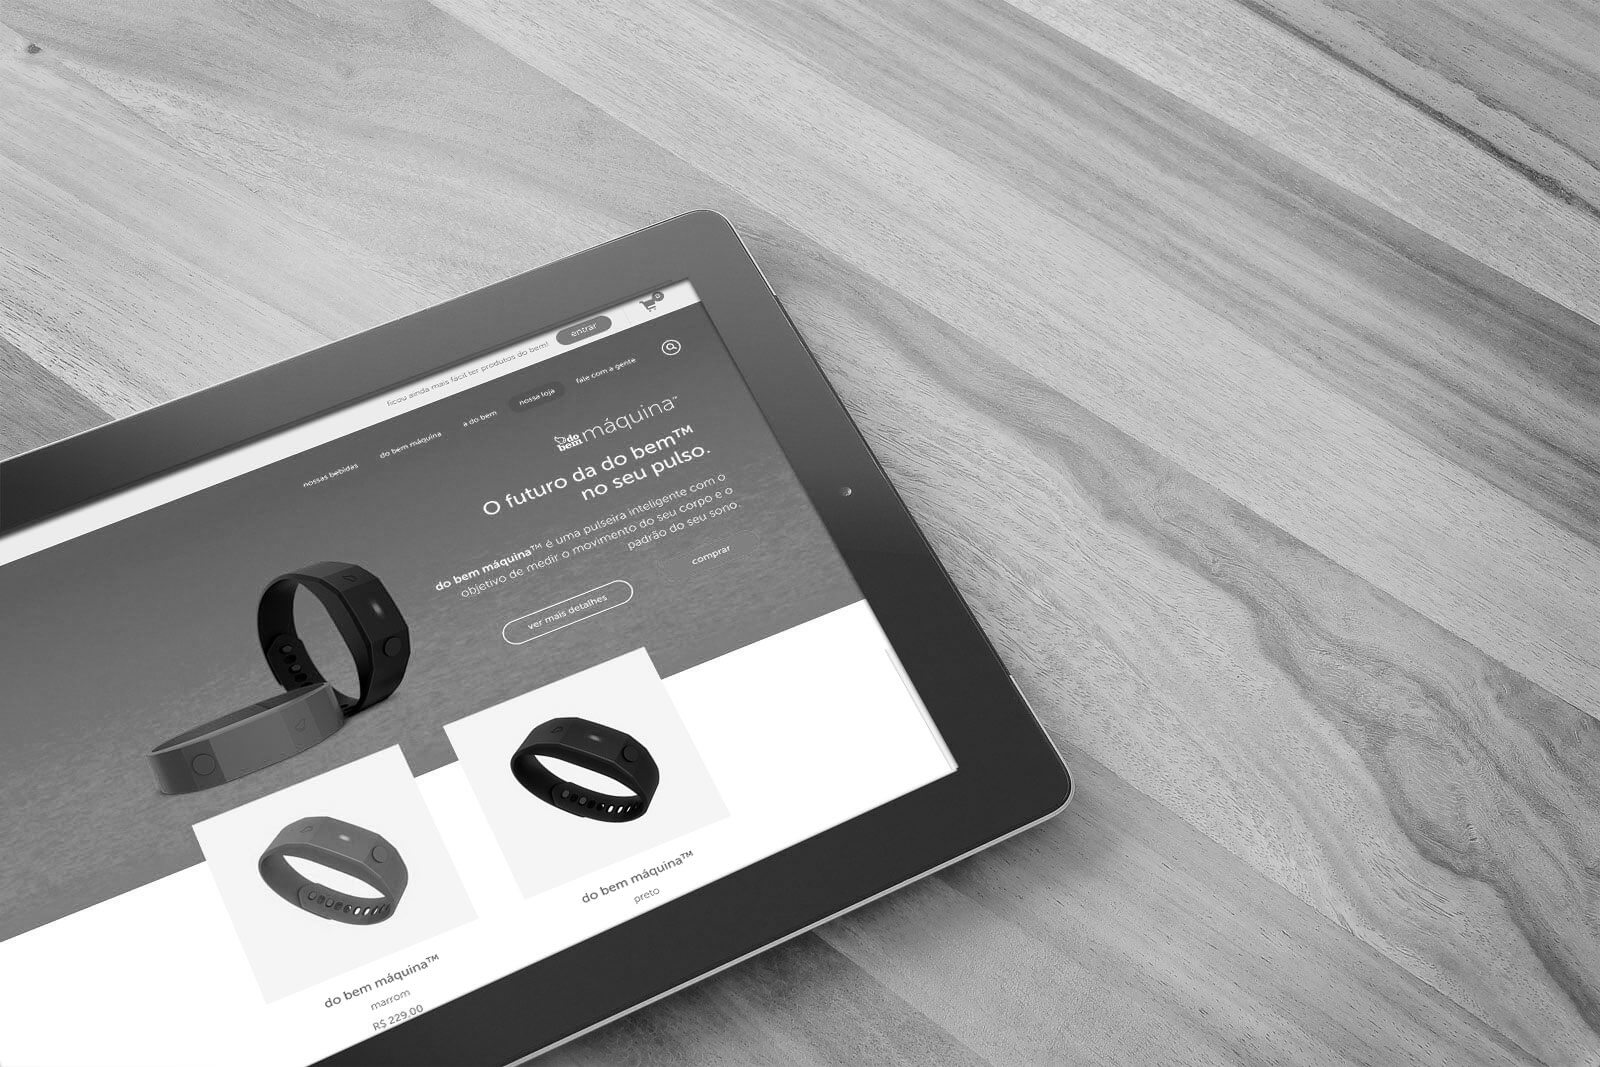 ficou ainda mais fácil ter produtos do bem!
entrar
0
nossas bebidas
do bem máquina
a do bem
nossa loja
fale com a gente
do bem máquina™
O futuro da do bem™
no seu pulso.
do bem máquina™ é uma pulseira inteligente com o
objetivo de medir o movimento do seu corpo e o
padrão do seu sono.
ver mais detalhes
comprar
do bem máquina™
marrom
R$ 229,00
do bem máquina™
preto